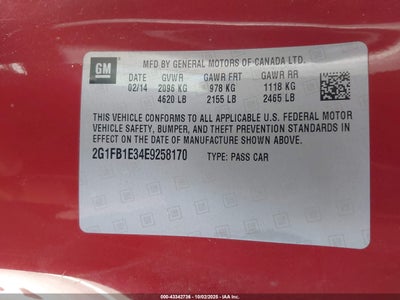 GM
MFD BY GENERAL MOTORS OF CANADA LTD.
02/14 GVWR GAWR FRT GAWR RR
2096 KG 978 KG 1118 KG
4620 LB 2155 LB 2465 LB
THIS VEHICLE CONFORMS TO ALL APPLICABLE U.S. FEDERAL MOTOR
VEHICLE SAFETY, BUMPER, AND THEFT PREVENTION STANDARDS IN
EFFECT ON THE DATE OF MANUFACTURE SHOWN ABOVE.
2G1FB1E34E9258170 TYPE: PASS CAR
000-43342736 - 10/02/2025 - IAA Inc.